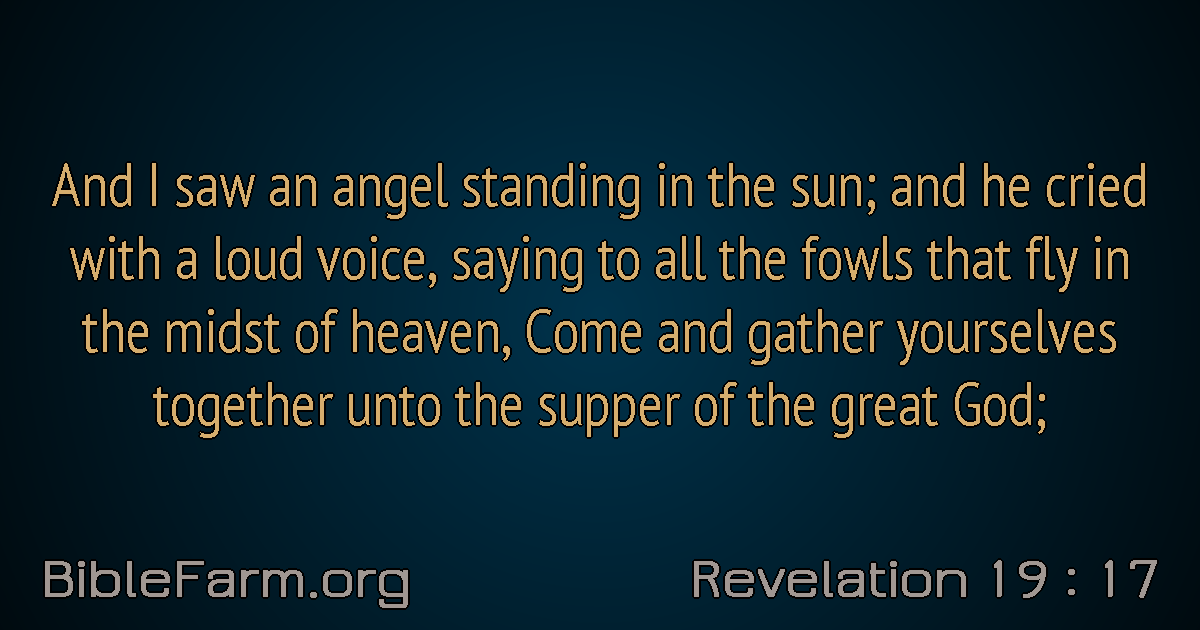 And I saw an angel standing in the sun; and he cried
with a loud voice, saying to all the fowls that fly in
the midst of heaven, Come and gather yourselves
together unto the supper of the great God;
BibleFarm.org
Revelation 19 : 17